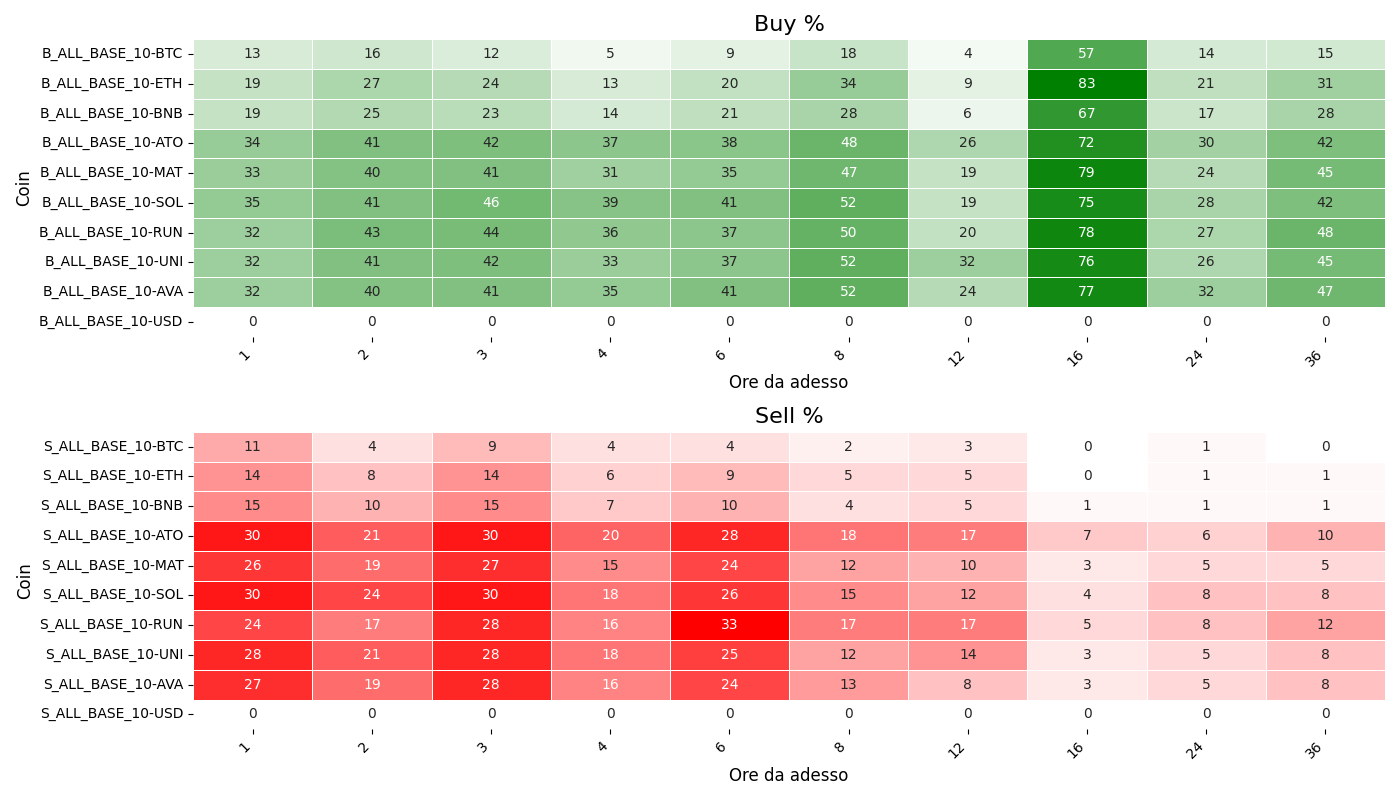 Buy %
Coin
B_ALL_BASE_10-BTC 13 16 12 5 9 18 4 57 14 15
B_ALL_BASE_10-ETH 19 27 24 13 20 34 9 83 21 31
B_ALL_BASE_10-BNB 19 25 23 14 21 28 6 67 17 28
B_ALL_BASE_10-ATO 34 41 42 37 38 48 26 72 30 42
B_ALL_BASE_10-MAT 33 40 41 31 35 47 19 79 24 45
B_ALL_BASE_10-SOL 35 41 46 39 41 52 19 75 28 42
B_ALL_BASE_10-RUN 32 43 44 36 37 50 20 78 27 48
B_ALL_BASE_10-UNI 32 41 42 33 37 52 32 76 26 45
B_ALL_BASE_10-AVA 32 40 41 35 41 52 24 77 32 47
B_ALL_BASE_10-USD 0 0 0 0 0 0 0 0 0 0
1 2 3 4 6 8 12 16 24 36
Ore da adesso
Sell %
Coin
S_ALL_BASE_10-BTC 11 4 9 4 4 2 3 0 1 0
S_ALL_BASE_10-ETH 14 8 14 6 9 5 5 0 1 1
S_ALL_BASE_10-BNB 15 10 15 7 10 4 5 1 1 1
S_ALL_BASE_10-ATO 30 21 30 20 28 18 17 7 6 10
S_ALL_BASE_10-MAT 26 19 27 15 24 12 10 3 5 5
S_ALL_BASE_10-SOL 30 24 30 18 26 15 12 4 8 8
S_ALL_BASE_10-RUN 24 17 28 16 33 17 17 5 8 12
S_ALL_BASE_10-UNI 28 21 28 18 25 12 14 3 5 8
S_ALL_BASE_10-AVA 27 19 28 16 24 13 8 3 5 8
S_ALL_BASE_10-USD 0 0 0 0 0 0 0 0 0 0
1 2 3 4 6 8 12 16 24 36
Ore da adesso